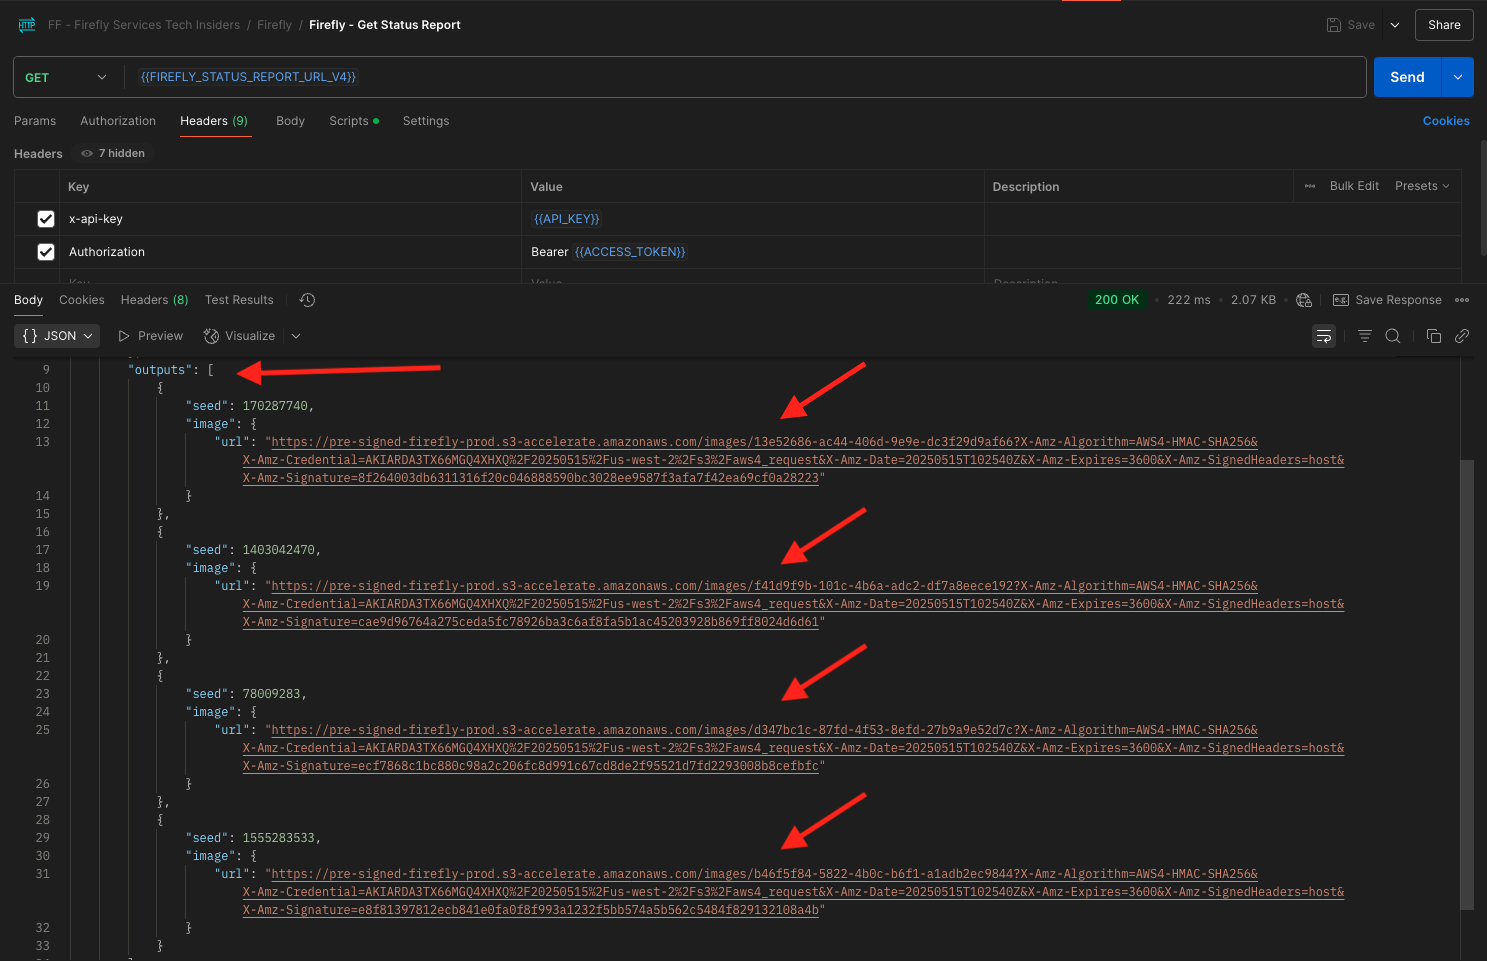 HTTP FF - Firefly Services Tech Insiders / Firefly / Firefly - Get Status Report Save Share
GET {{FIREFLY_STATUS_REPORT_URL_V4}} Send
Params Authorization Headers (9) Body Scripts Settings Cookies
Headers 7 hidden
Key Value Description Bulk Edit Presets
x-api-key {{API_KEY}}
Authorization Bearer {{ACCESS_TOKEN}}
Key Value Description
Body Cookies Headers (8) Test Results 200 OK 222 ms 2.07 KB e.g. Save Response
{} JSON Preview Visualize
9 "outputs": [
10 {
11 "seed": 170287740,
12 "image": {
13 "url": "https://pre-signed-firefly-prod.s3-accelerate.amazonaws.com/images/13e52686-ac44-406d-9e9e-dc3f29d9af66?X-Amz-Algorithm=AWS4-HMAC-SHA256&
X-Amz-Credential=AKIARDA3TX66MGQ4XHXQ%2F20250515%2Fus-west-2%2Fs3%2Faws4_request&X-Amz-Date=20250515T102540Z&X-Amz-Expires=3600&X-Amz-SignedHeaders=host&
X-Amz-Signature=8f264003db6311316f20c046888590bc3028ee9587f3afa7f42ea69cf0a28223"
14 }
15 },
16 {
17 "seed": 1403042470,
18 "image": {
19 "url": "https://pre-signed-firefly-prod.s3-accelerate.amazonaws.com/images/f41d9f9b-101c-4b6a-adc2-df7a8eece192?X-Amz-Algorithm=AWS4-HMAC-SHA256&
X-Amz-Credential=AKIARDA3TX66MGQ4XHXQ%2F20250515%2Fus-west-2%2Fs3%2Faws4_request&X-Amz-Date=20250515T102540Z&X-Amz-Expires=3600&X-Amz-SignedHeaders=host&
X-Amz-Signature=cae9d96764a275ceda5fc78926ba3c6af8fa5b1ac45203928b869ff8024d6d61"
20 }
21 },
22 {
23 "seed": 78009283,
24 "image": {
25 "url": "https://pre-signed-firefly-prod.s3-accelerate.amazonaws.com/images/d347bc1c-87fd-4f53-8efd-27b9a9e52d7c?X-Amz-Algorithm=AWS4-HMAC-SHA256&
X-Amz-Credential=AKIARDA3TX66MGQ4XHXQ%2F20250515%2Fus-west-2%2Fs3%2Faws4_request&X-Amz-Date=20250515T102540Z&X-Amz-Expires=3600&X-Amz-SignedHeaders=host&
X-Amz-Signature=ecf7868c1bc880c98a2c206fc8d991c67cd8de2f95521d7fd2293008b8cefbfc"
26 }
27 },
28 {
29 "seed": 1555283533,
30 "image": {
31 "url": "https://pre-signed-firefly-prod.s3-accelerate.amazonaws.com/images/b46f5f84-5822-4b0c-b6f1-a1adb2ec9844?X-Amz-Algorithm=AWS4-HMAC-SHA256&
X-Amz-Credential=AKIARDA3TX66MGQ4XHXQ%2F20250515%2Fus-west-2%2Fs3%2Faws4_request&X-Amz-Date=20250515T102540Z&X-Amz-Expires=3600&X-Amz-SignedHeaders=host&
X-Amz-Signature=e8f81397812ecb841e0fa0f8f993a1232f5bb574a5b562c5484f829132108a4b"
32 }
33 }